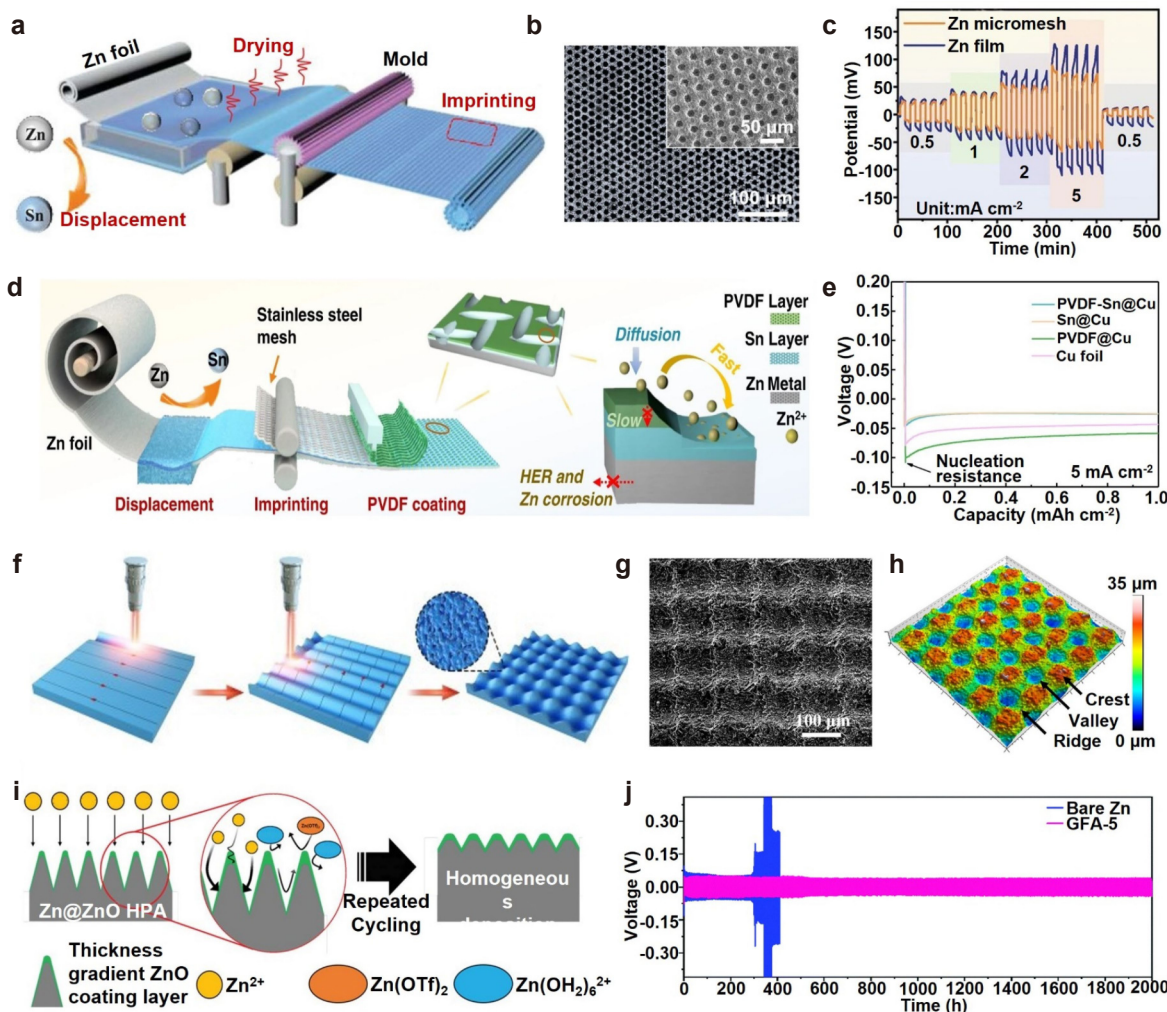 a
Zn foil
Drying
Mold
Imprinting
Zn
Sn
Displacement
b
50 µm
100 µm
c
Zn micromesh
Zn film
150
100
50
0
-50
-100
-150
Potential (mV)
0.5
1
2
5
0.5
Unit:mA cm-2
0 100 200 300 400 500
Time (min)
d
Stainless steel
mesh
Zn
Sn
Zn foil
Displacement
Imprinting
PVDF coating
PVDF Layer
Sn Layer
Zn Metal
Zn2+
Diffusion
Fast
Slow
HER and
Zn corrosion
e
PVDF-Sn@Cu
Sn@Cu
PVDF@Cu
Cu foil
0.20
0.15
0.10
0.05
-0.00
-0.05
-0.10
-0.15
Voltage (V)
Nucleation
resistance
5 mA cm-2
0.0 0.2 0.4 0.6 0.8 1.0
Capacity (mAh cm-2)
f
g
100 µm
h
35 µm
0 µm
Crest
Valley
Ridge
i
Zn@ZnO HPA
Zn(OTf)2
Zn(OH2)62+
Repeated
Cycling
Homogeneou
s
deposition
Thickness
gradient ZnO
coating layer
Zn2+
Zn(OTf)2
Zn(OH2)62+
j
Bare Zn
GFA-5
0.30
0.15
0.00
-0.15
-0.30
Voltage (V)
0 200 400 600 800 1000 1200 1400 1600 1800 2000
Time (h)